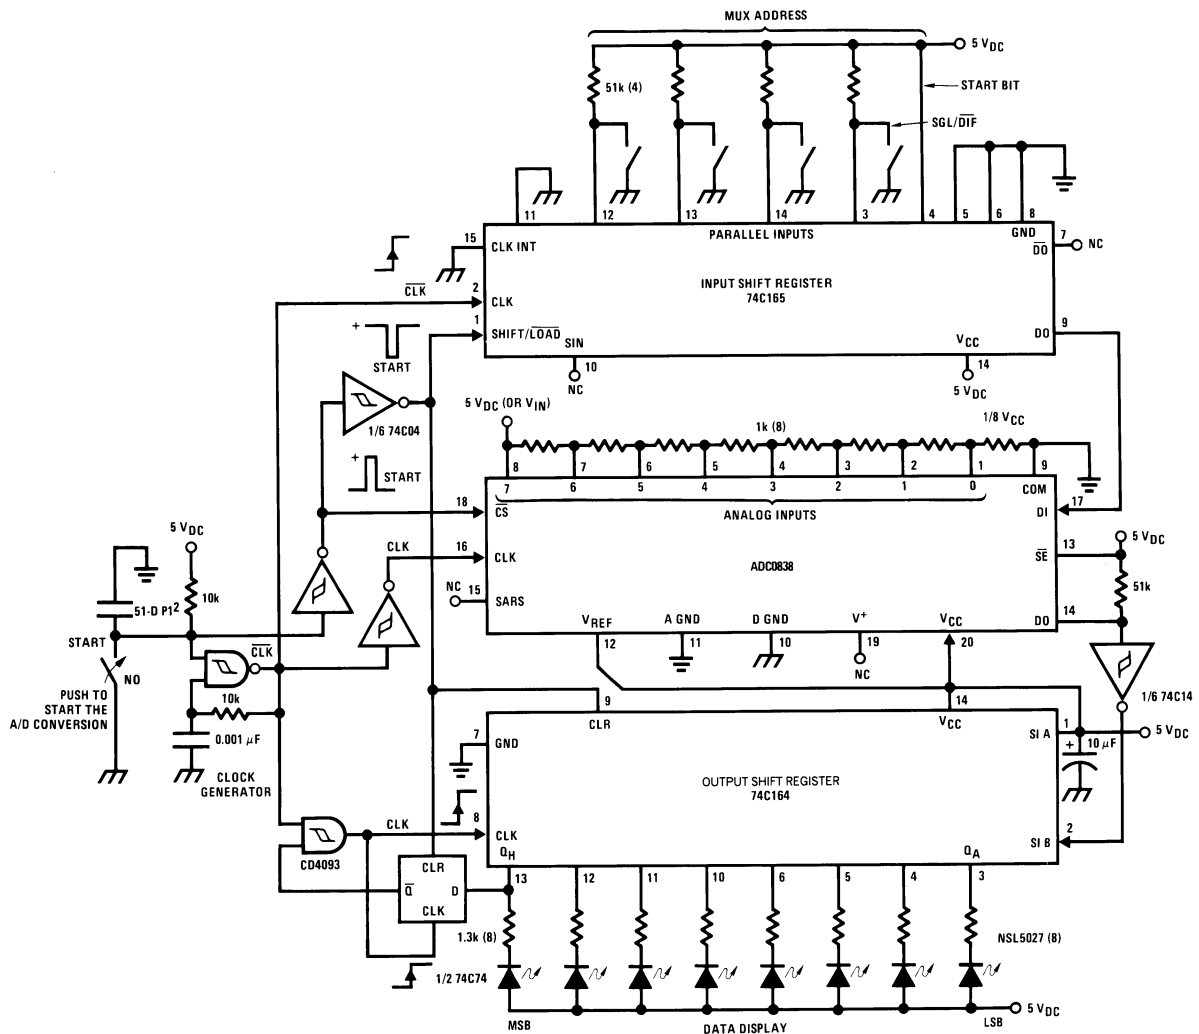 MUX ADDRESS
5 VDC
51k (4)
START BIT
SGL/DIF
11
12
13
14
3
4
5
6
8
PARALLEL INPUTS
GND
15
CLK INT
DO
7
NC
INPUT SHIFT REGISTER
74C165
CLK
2
CLK
1
SHIFT/LOAD
DO
9
+
START
SIN
10
NC
VCC
14
5 VDC
1/6 74C04
5 VDC (OR VIN)
1k (8)
1/8 VCC
+
START
8
7
6
5
4
3
2
1
9
7
6
5
4
3
2
1
0
COM
ANALOG INPUTS
18
CS
DI
17
5 VDC
CLK
16
CLK
ADC0838
SE
13
5 VDC
51k
NC
15
SARS
DO
14
51-D P1²
10k
VREF
12
A GND
11
D GND
10
V+
19
NC
VCC
20
START
NO
CLK
PUSH TO
START THE
A/D CONVERSION
10k
0.001 μF
CLOCK
GENERATOR
1/6 74C14
9
CLR
14
VCC
7
GND
SI A
1
+
10 μF
5 VDC
OUTPUT SHIFT REGISTER
74C164
CLK
8
CLK
SI B
2
CD4093
QH
QA
CLR
Q
D
CLK
13
12
11
10
6
5
4
3
1.3k (8)
NSL5027 (8)
1/2 74C74
5 VDC
MSB
DATA DISPLAY
LSB